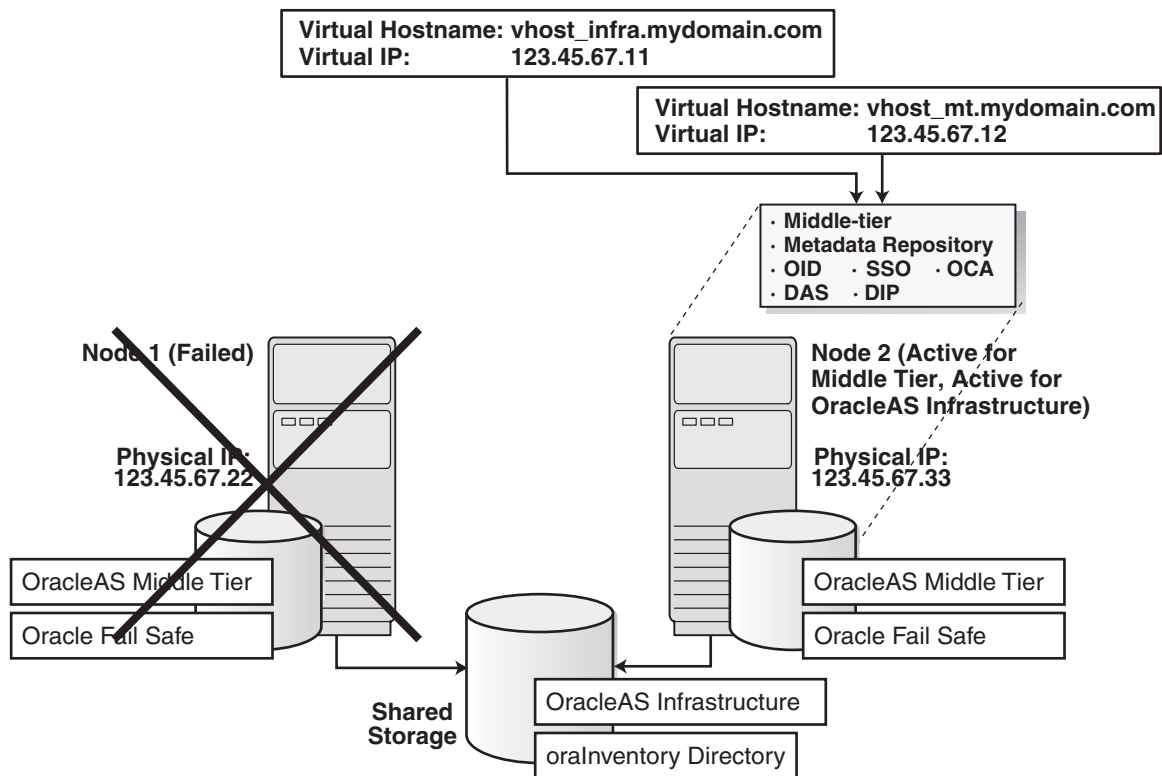 Virtual Hostname: vhost_infra.mydomain.com
Virtual IP: 123.45.67.11
Virtual Hostname: vhost_mt.mydomain.com
Virtual IP: 123.45.67.12
· Middle-tier
· Metadata Repository
· OID · SSO · OCA
· DAS · DIP
Node 1 (Failed)
Physical IP:
123.45.67.22
OracleAS Middle Tier
Oracle Fail Safe
Node 2 (Active for
Middle Tier, Active for
OracleAS Infrastructure)
Physical IP:
123.45.67.33
OracleAS Middle Tier
Oracle Fail Safe
Shared
Storage
OracleAS Infrastructure
oraInventory Directory